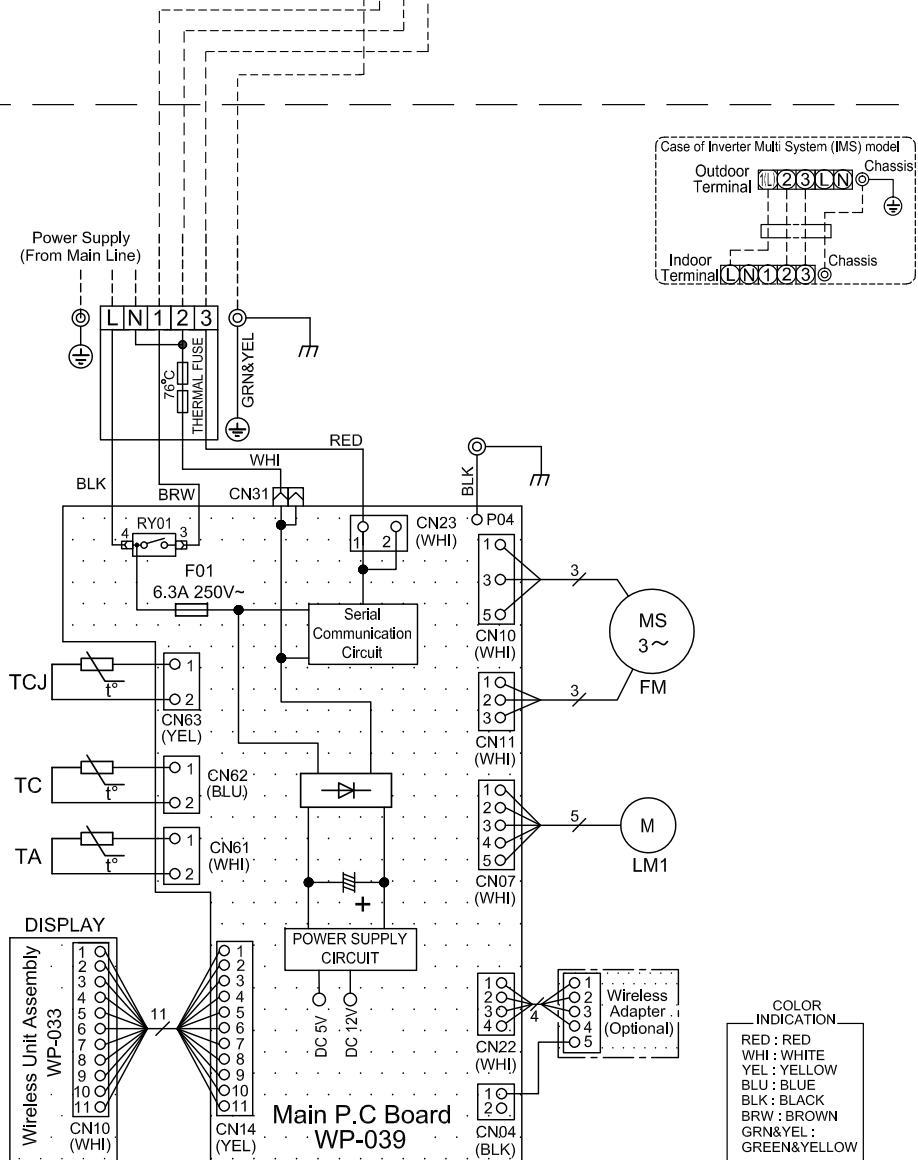 Case of Inverter Multi System (IMS) model
Outdoor
Terminal
1(L) 2 3 L N
Chassis
Indoor
Terminal
L N 1 2 3
Chassis
Power Supply
(From Main Line)
L N 1 2 3
76°C
THERMAL FUSE
GRN&YEL
RED
WHI
BLK
BRW
CN31
BLK
P04
4 RY01 3
1 2
CN23
(WHI)
F01
6.3A 250V~
Serial
Communication
Circuit
1
3
5
CN10
(WHI)
3
MS
3~
FM
1
2
3
CN11
(WHI)
3
TCJ
t°
1
2
CN63
(YEL)
TC
t°
1
2
CN62
(BLU)
TA
t°
1
2
CN61
(WHI)
1
2
3
4
5
CN07
(WHI)
5
M
LM1
+
POWER SUPPLY
CIRCUIT
DC 5V
DC 12V
DISPLAY
Wireless Unit Assembly
WP-033
1
2
3
4
5
6
7
8
9
10
11
CN10
(WHI)
11
1
2
3
4
5
6
7
8
9
10
11
CN14
(YEL)
Main P.C Board
WP-039
1
2
3
4
CN22
(WHI)
4
1
2
3
4
5
Wireless
Adapter
(Optional)
1
2
CN04
(BLK)
COLOR
INDICATION
RED : RED
WHI : WHITE
YEL : YELLOW
BLU : BLUE
BLK : BLACK
BRW : BROWN
GRN&YEL :
GREEN&YELLOW